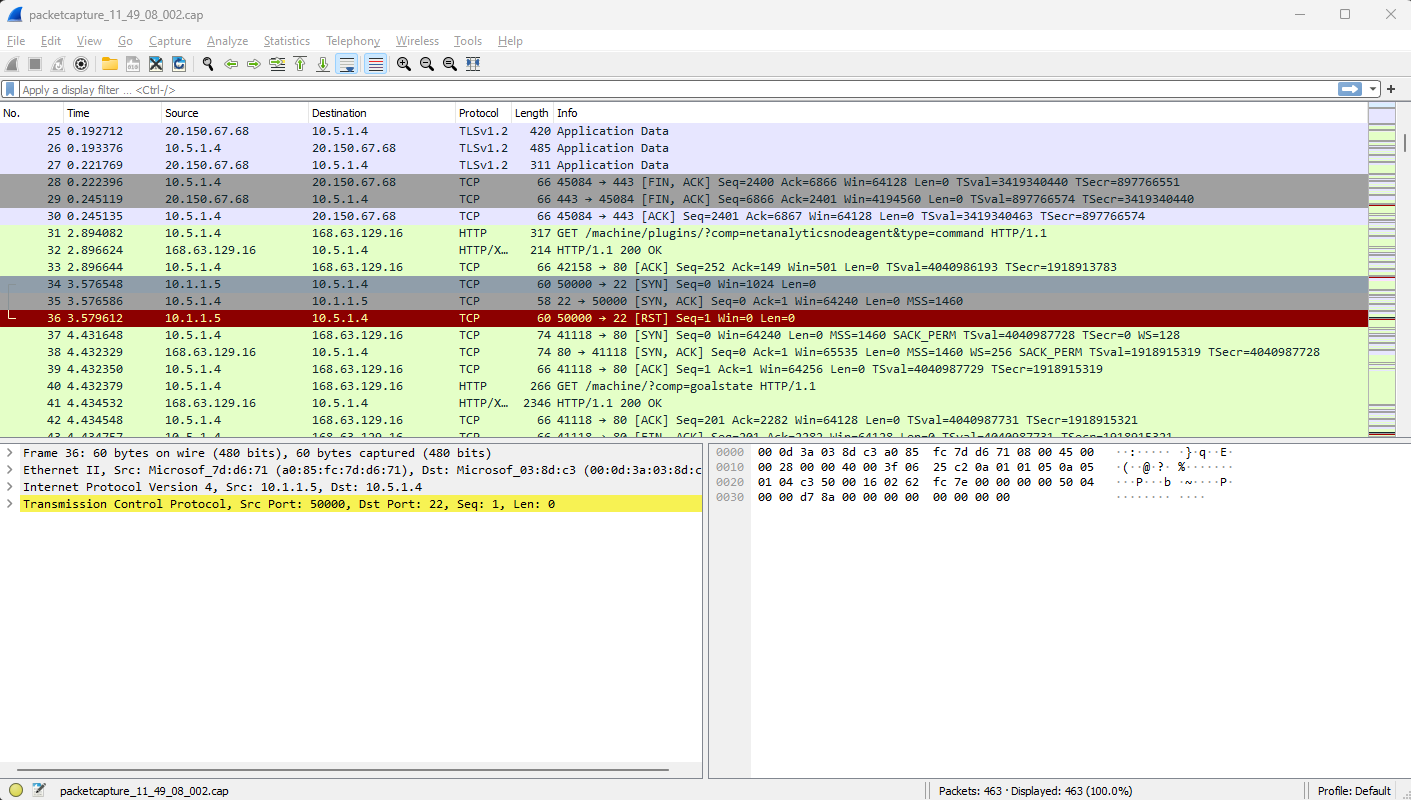 packetcapture_11_49_08_002.cap
File Edit View Go Capture Analyze Statistics Telephony Wireless Tools Help
Apply a display filter ... <Ctrl-/>
No. Time Source Destination Protocol Length Info
25 0.192712 20.150.67.68 10.5.1.4 TLSv1.2 420 Application Data
26 0.193376 10.5.1.4 20.150.67.68 TLSv1.2 485 Application Data
27 0.221769 20.150.67.68 10.5.1.4 TLSv1.2 311 Application Data
28 0.222396 10.5.1.4 20.150.67.68 TCP 66 45084 → 443 [FIN, ACK] Seq=2400 Ack=6866 Win=64128 Len=0 TSval=3419340440 TSecr=897766551
29 0.245119 20.150.67.68 10.5.1.4 TCP 66 443 → 45084 [FIN, ACK] Seq=6866 Ack=2401 Win=4194560 Len=0 TSval=897766574 TSecr=3419340440
30 0.245135 10.5.1.4 20.150.67.68 TCP 66 45084 → 443 [ACK] Seq=2401 Ack=6867 Win=64128 Len=0 TSval=3419340463 TSecr=897766574
31 2.894082 10.5.1.4 168.63.129.16 HTTP 317 GET /machine/plugins/?comp=netanalyticsnodeagent&type=command HTTP/1.1
32 2.896624 168.63.129.16 10.5.1.4 HTTP/X… 214 HTTP/1.1 200 OK
33 2.896644 10.5.1.4 168.63.129.16 TCP 66 42158 → 80 [ACK] Seq=252 Ack=149 Win=501 Len=0 TSval=4040986193 TSecr=1918913783
34 3.576548 10.1.1.5 10.5.1.4 TCP 60 50000 → 22 [SYN] Seq=0 Win=1024 Len=0
35 3.576586 10.5.1.4 10.1.1.5 TCP 58 22 → 50000 [SYN, ACK] Seq=0 Ack=1 Win=64240 Len=0 MSS=1460
36 3.579612 10.1.1.5 10.5.1.4 TCP 60 50000 → 22 [RST] Seq=1 Win=0 Len=0
37 4.431648 10.5.1.4 168.63.129.16 TCP 74 41118 → 80 [SYN] Seq=0 Win=64240 Len=0 MSS=1460 SACK_PERM TSval=4040987728 TSecr=0 WS=128
38 4.432329 168.63.129.16 10.5.1.4 TCP 74 80 → 41118 [SYN, ACK] Seq=0 Ack=1 Win=65535 Len=0 MSS=1460 WS=256 SACK_PERM TSval=1918915319 TSecr=4040987728
39 4.432350 10.5.1.4 168.63.129.16 TCP 66 41118 → 80 [ACK] Seq=1 Ack=1 Win=64256 Len=0 TSval=4040987729 TSecr=1918915319
40 4.432379 10.5.1.4 168.63.129.16 HTTP 266 GET /machine/?comp=goalstate HTTP/1.1
41 4.434532 168.63.129.16 10.5.1.4 HTTP/X… 2346 HTTP/1.1 200 OK
42 4.434548 10.5.1.4 168.63.129.16 TCP 66 41118 → 80 [ACK] Seq=201 Ack=2282 Win=64128 Len=0 TSval=4040987731 TSecr=1918915321
43 4.434757 10.5.1.4 168.63.129.16 TCP 66 41118 → 80 [FIN, ACK] Seq=201 Ack=2282 Win=64128 Len=0 TSval=4040987731 TSecr=1918915321
Frame 36: 60 bytes on wire (480 bits), 60 bytes captured (480 bits)
Ethernet II, Src: Microsof_7d:d6:71 (a0:85:fc:7d:d6:71), Dst: Microsof_03:8d:c3 (00:0d:3a:03:8d:c
Internet Protocol Version 4, Src: 10.1.1.5, Dst: 10.5.1.4
Transmission Control Protocol, Src Port: 50000, Dst Port: 22, Seq: 1, Len: 0
0000 00 0d 3a 03 8d c3 a0 85 fc 7d d6 71 08 00 45 00 ··:····· ·}·q··E·
0010 00 28 00 00 40 00 3f 06 25 c2 0a 01 01 05 0a 05 ·(··@·?· %·······
0020 01 04 c3 50 00 16 02 62 fc 7e 00 00 00 00 50 04 ···P···b ·~····P·
0030 00 00 d7 8a 00 00 00 00 00 00 00 00 ········ ····
packetcapture_11_49_08_002.cap
Packets: 463 · Displayed: 463 (100.0%)
Profile: Default